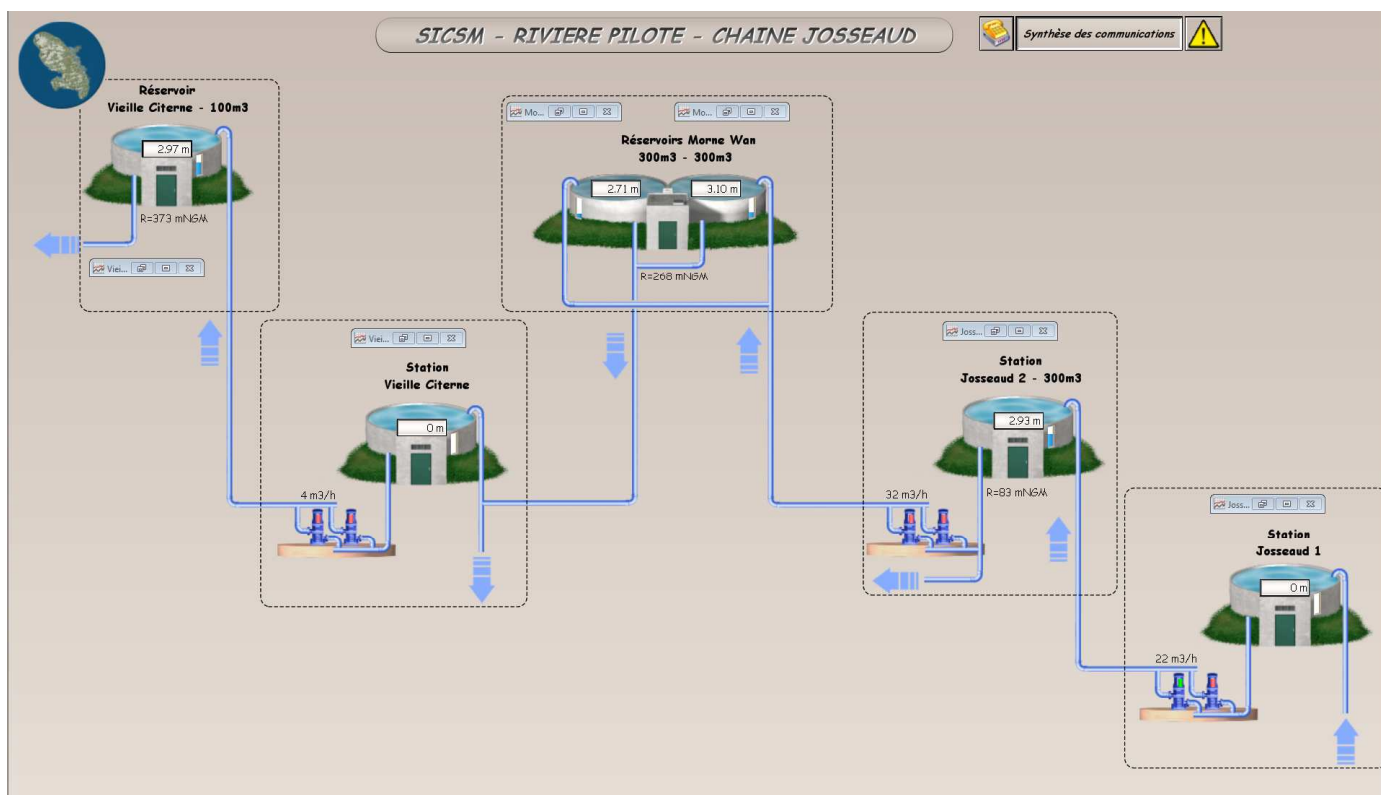 SICSM - RIVIERE PILOTE - CHAINE JOSSEAUD
Synthèse des communications
Réservoir
Vieille Citerne - 100m3
2.97 m
R=373 mNGM
Viei...
Mo...
Mo...
Réservoirs Morne Wan
300m3 - 300m3
2.71 m
3.10 m
R=268 mNGM
Viei...
Station
Vieille Citerne
0 m
4 m3/h
Joss...
Station
Josseaud 2 - 300m3
2.93 m
R=83 mNGM
32 m3/h
Joss...
Station
Josseaud 1
0 m
22 m3/h